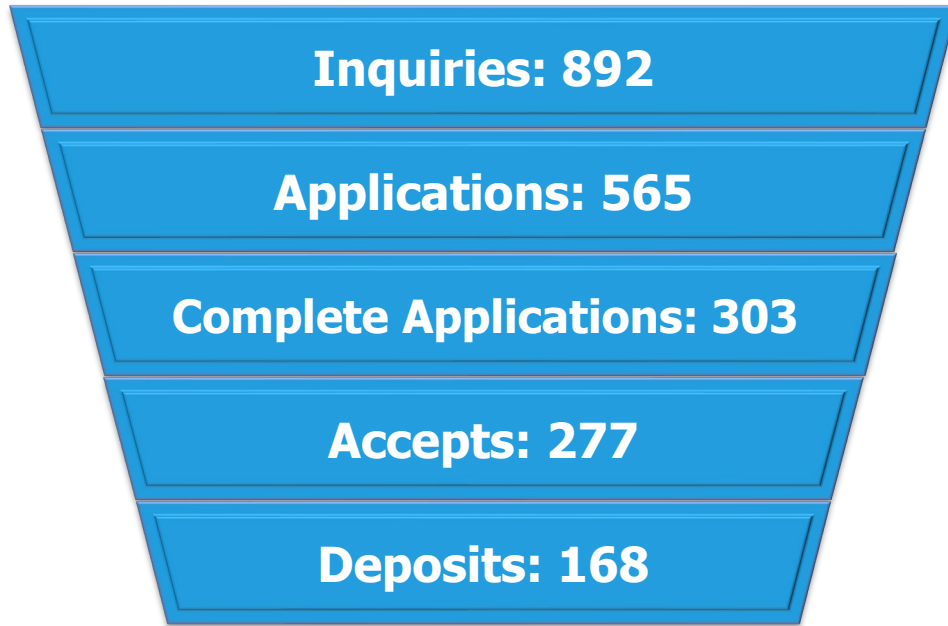 Inquiries: 892
Applications: 565
Complete Applications: 303
Accepts: 277
Deposits: 168